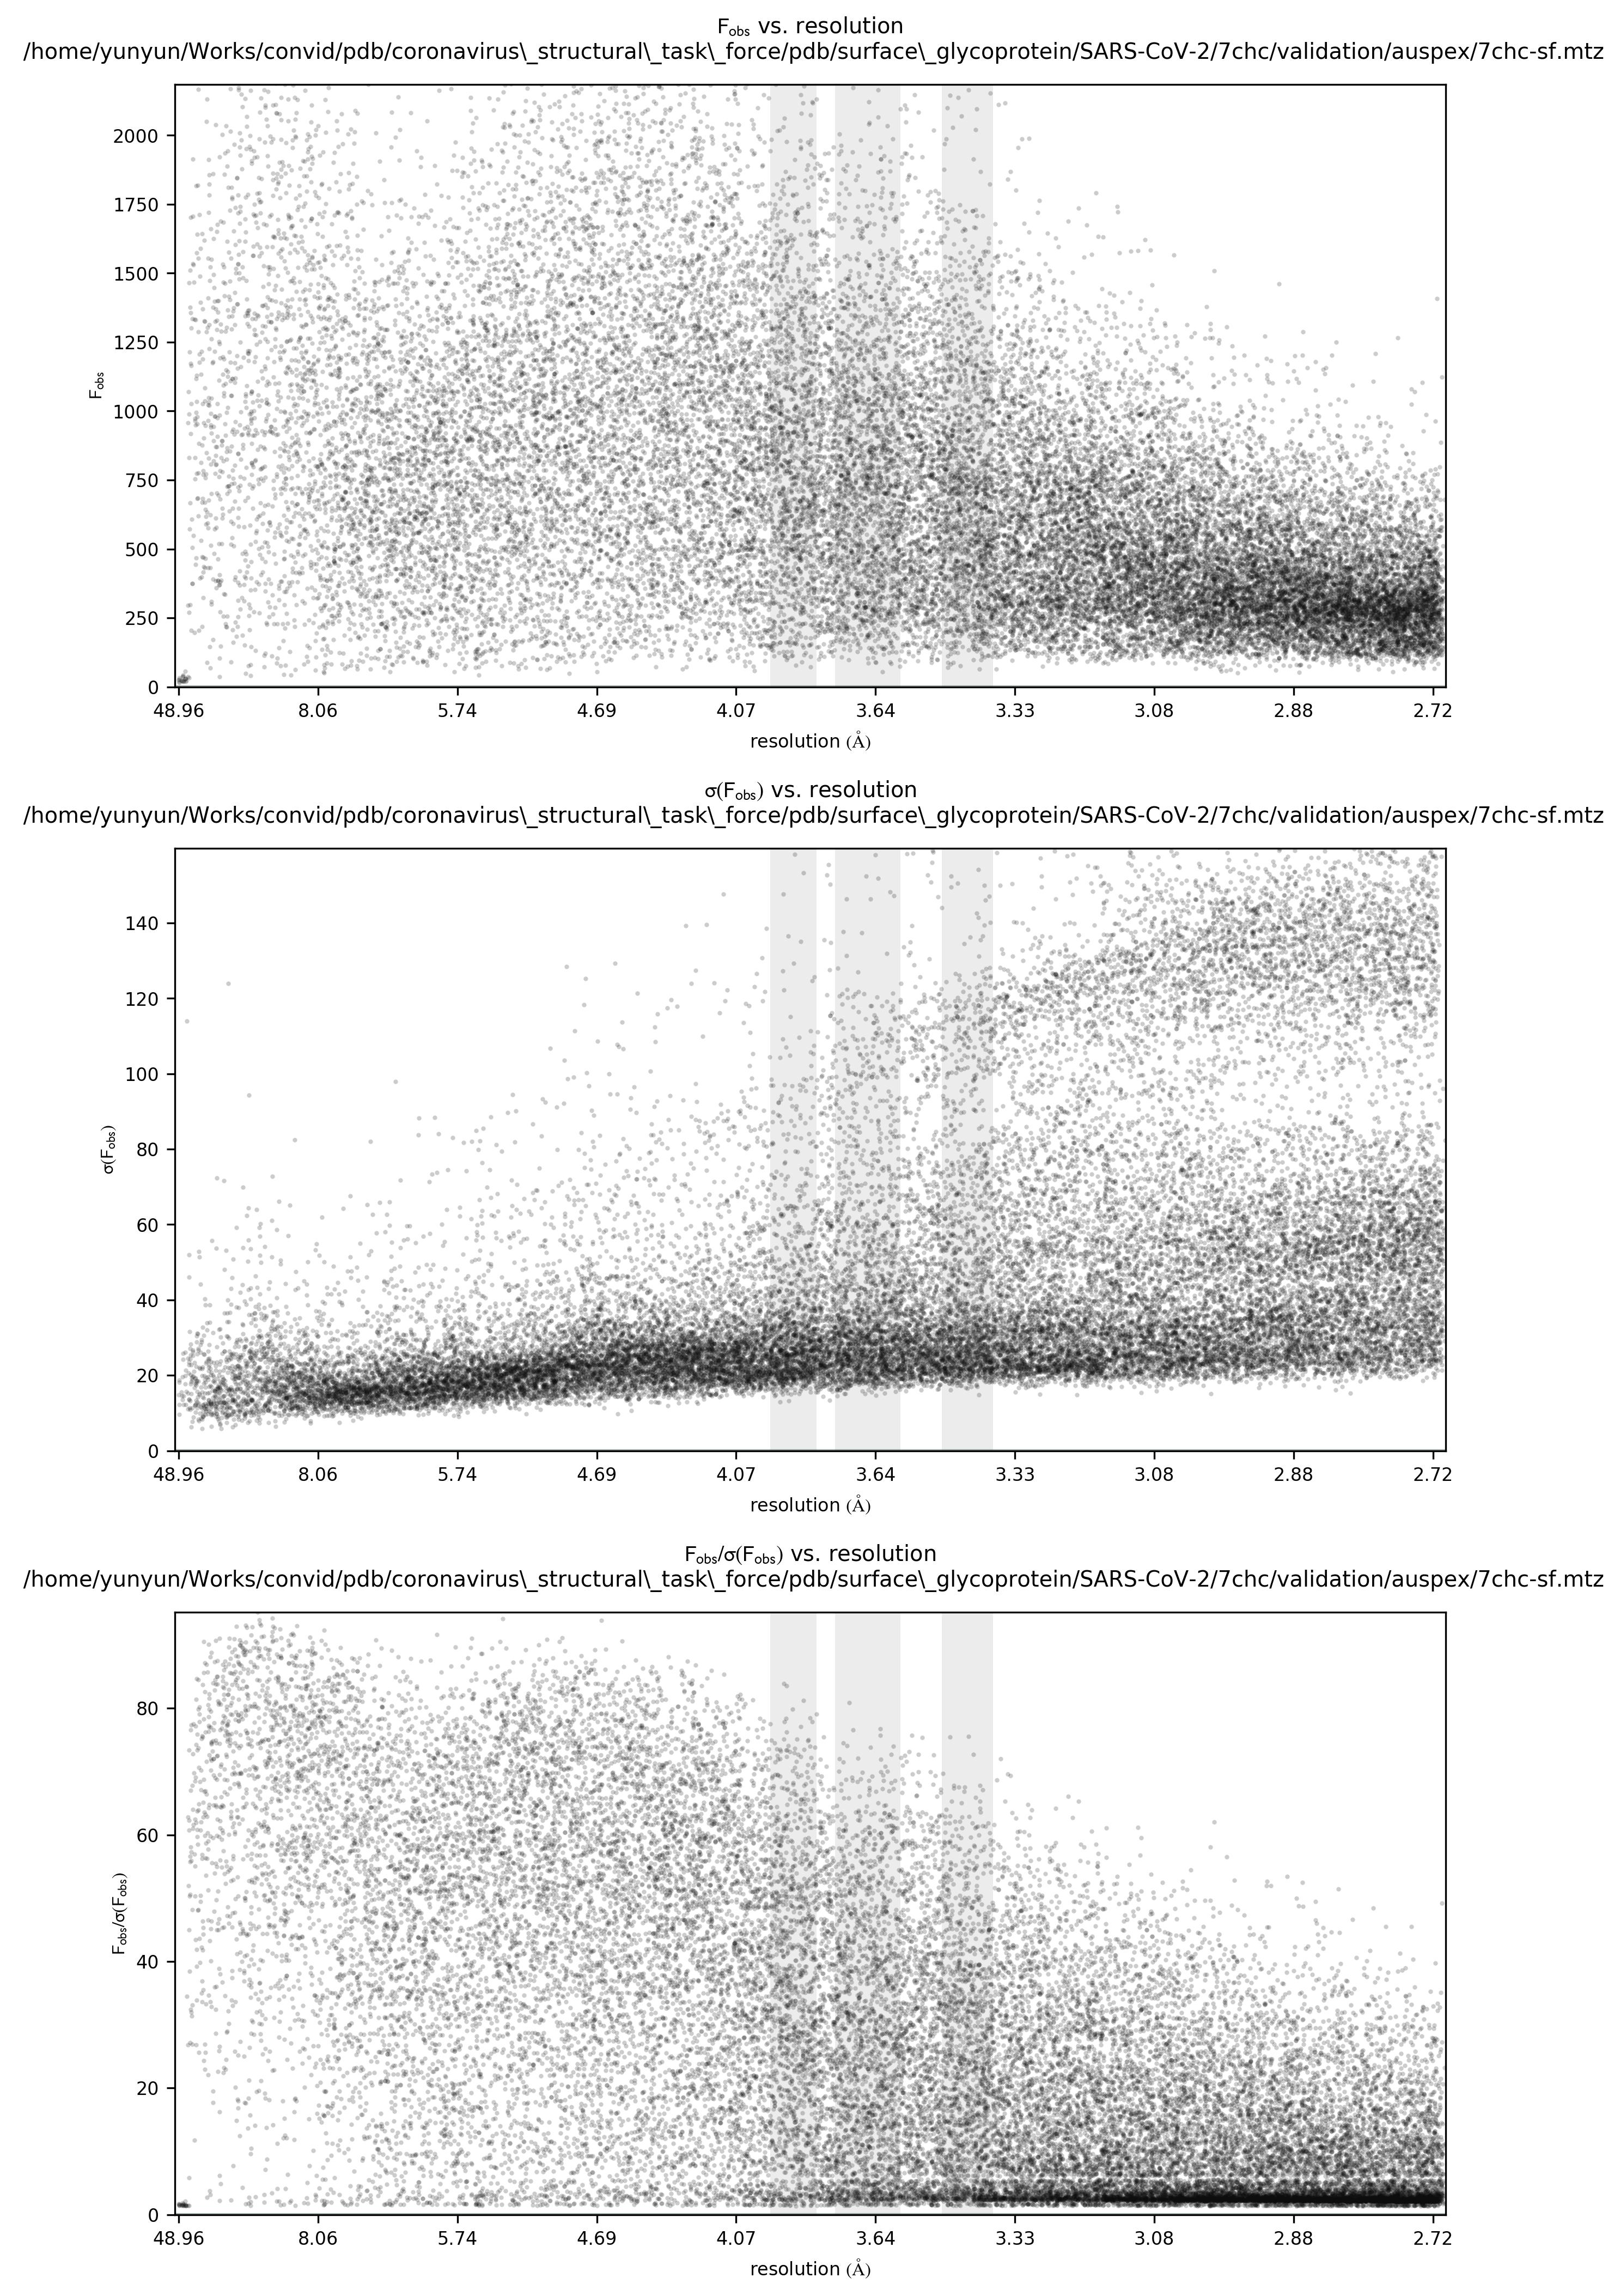 F_obs vs. resolution
/home/yunyun/Works/convid/pdb/coronavirus\_structural\_task\_force/pdb/surface\_glycoprotein/SARS-CoV-2/7chc/validation/auspex/7chc-sf.mtz
2000
1750
1500
1250
1000
750
500
250
0
F_obs
48.96 8.06 5.74 4.69 4.07 3.64 3.33 3.08 2.88 2.72
resolution (Å)
σ(F_obs) vs. resolution
/home/yunyun/Works/convid/pdb/coronavirus\_structural\_task\_force/pdb/surface\_glycoprotein/SARS-CoV-2/7chc/validation/auspex/7chc-sf.mtz
140
120
100
80
60
40
20
0
σ(F_obs)
48.96 8.06 5.74 4.69 4.07 3.64 3.33 3.08 2.88 2.72
resolution (Å)
F_obs/σ(F_obs) vs. resolution
/home/yunyun/Works/convid/pdb/coronavirus\_structural\_task\_force/pdb/surface\_glycoprotein/SARS-CoV-2/7chc/validation/auspex/7chc-sf.mtz
80
60
40
20
0
F_obs/σ(F_obs)
48.96 8.06 5.74 4.69 4.07 3.64 3.33 3.08 2.88 2.72
resolution (Å)